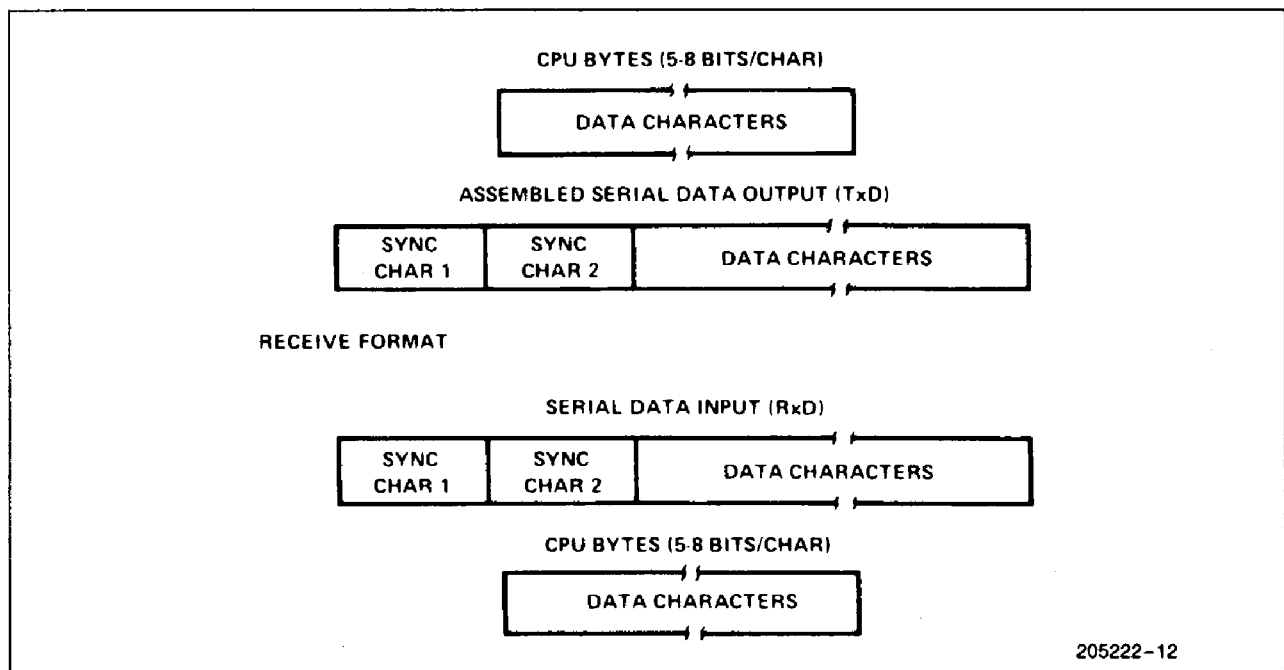 CPU BYTES (5-8 BITS/CHAR)
DATA CHARACTERS
ASSEMBLED SERIAL DATA OUTPUT (TxD)
SYNC CHAR 1
SYNC CHAR 2
DATA CHARACTERS
RECEIVE FORMAT
SERIAL DATA INPUT (RxD)
SYNC CHAR 1
SYNC CHAR 2
DATA CHARACTERS
CPU BYTES (5-8 BITS/CHAR)
DATA CHARACTERS
205222-12